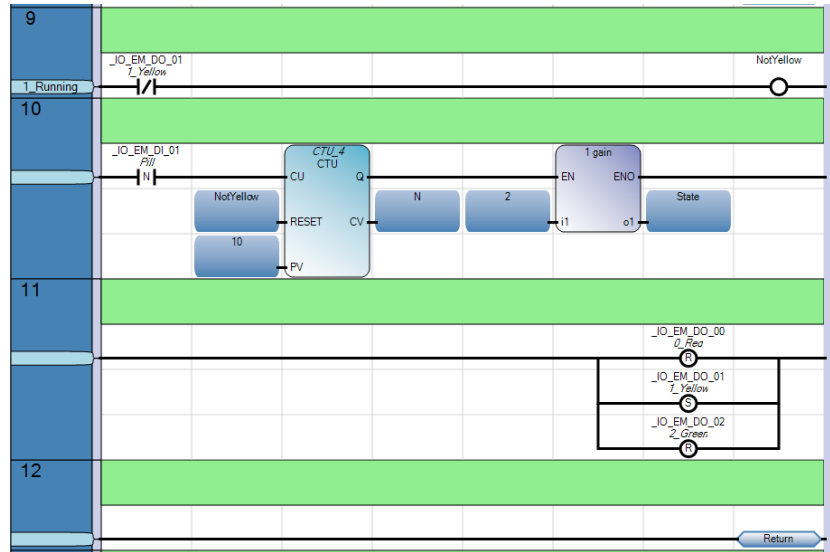 9
_IO_EM_DO_01
1_Yellow
NotYellow
1_Running
10
_IO_EM_DI_01
Pill
N
CTU_4
CTU
CU
Q
1 gain
EN
ENO
NotYellow
RESET
CV
N
2
i1
o1
State
10
PV
11
_IO_EM_DO_00
0_Red
R
_IO_EM_DO_01
1_Yellow
S
_IO_EM_DO_02
2_Green
R
12
Return